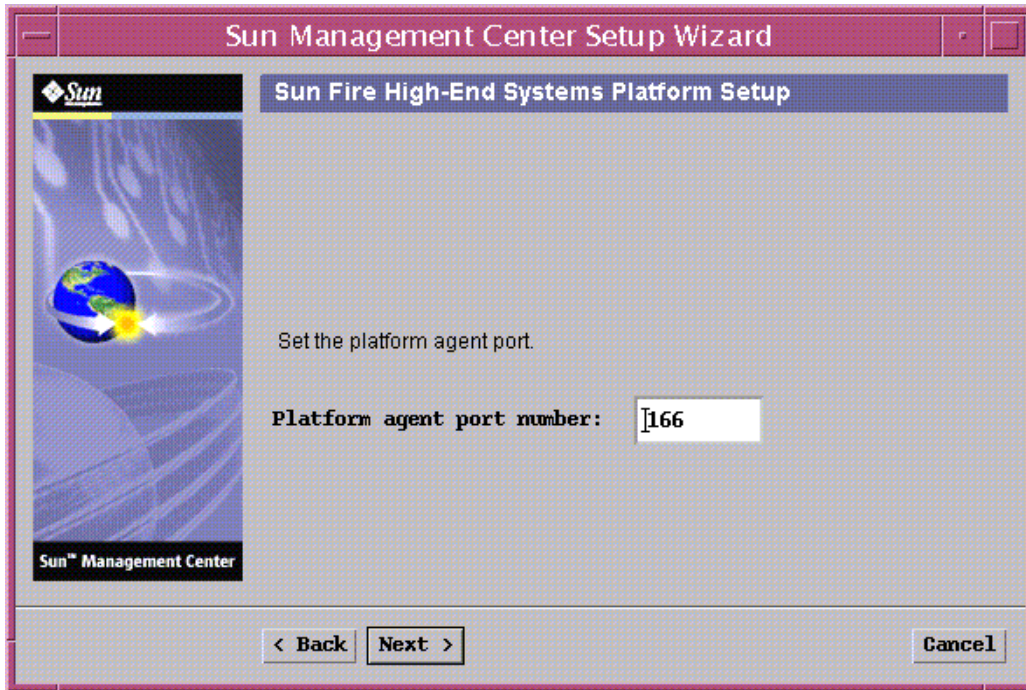 Sun Management Center Setup Wizard
Sun
Sun Fire High-End Systems Platform Setup
Set the platform agent port.
Platform agent port number: 166
Sun™ Management Center
< Back Next > Cancel